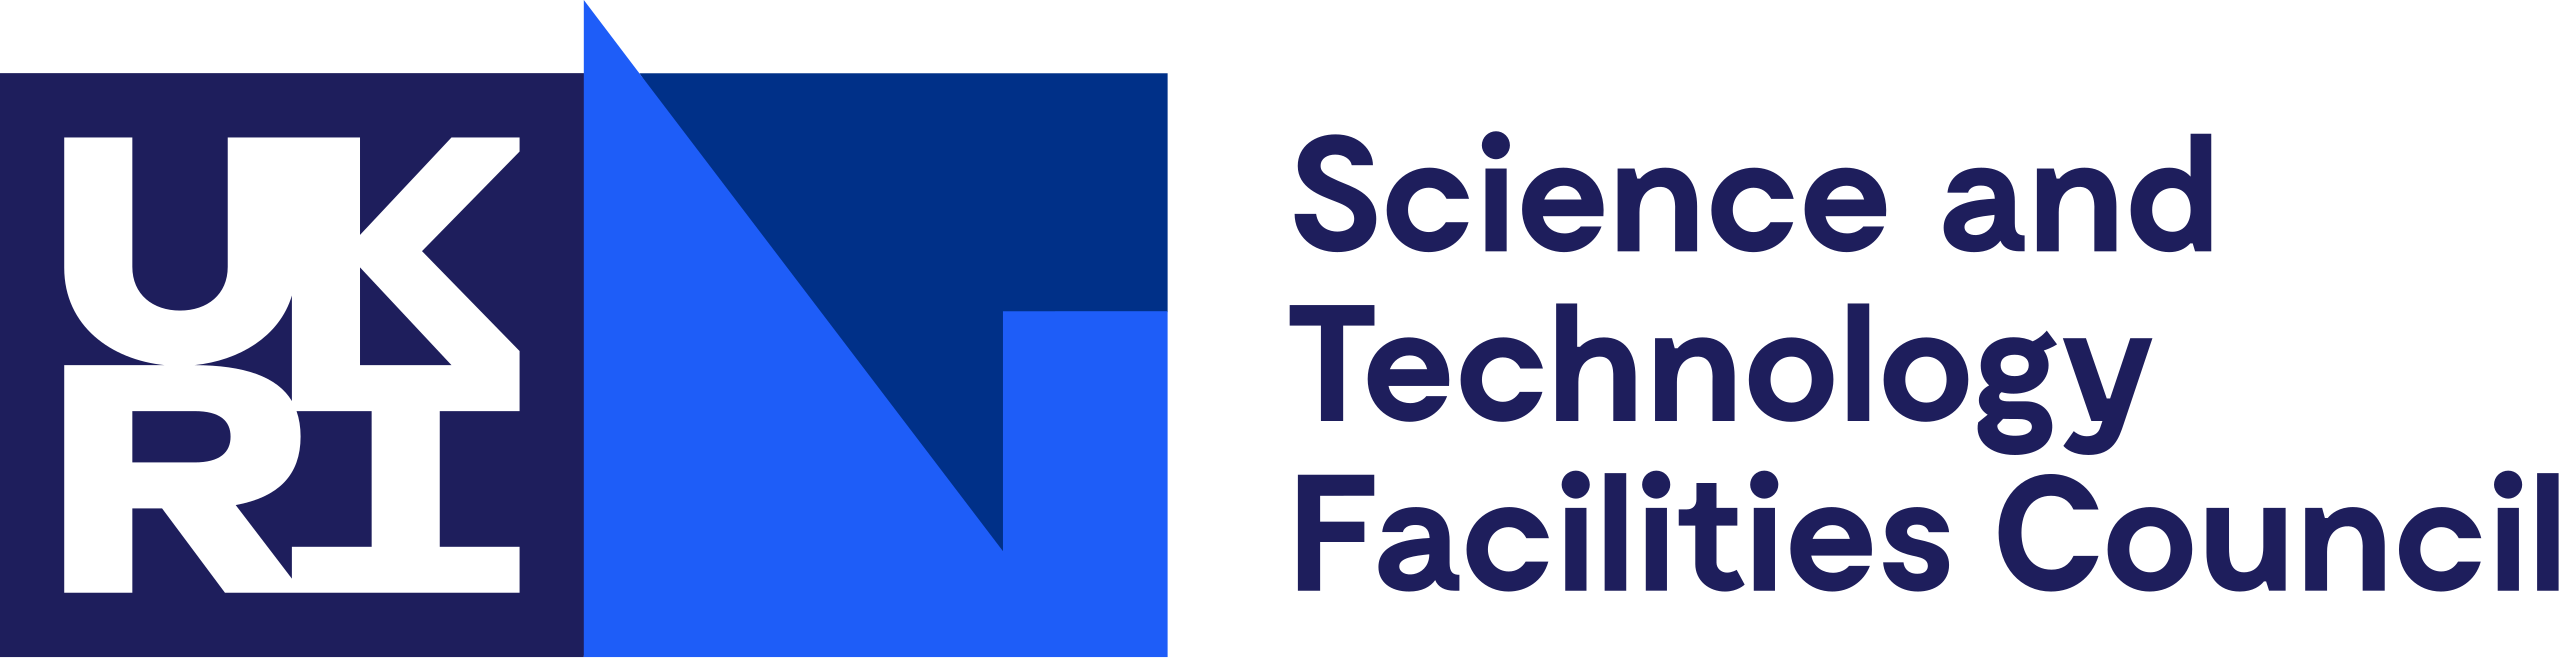 UK
RI
Science and
Technology
Facilities Council